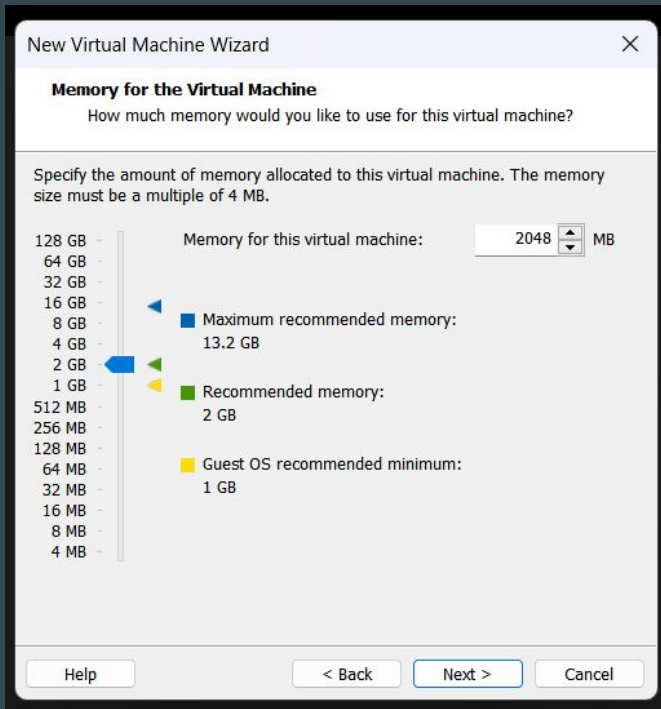 New Virtual Machine Wizard
Memory for the Virtual Machine
How much memory would you like to use for this virtual machine?
Specify the amount of memory allocated to this virtual machine. The memory
size must be a multiple of 4 MB.
128 GB
64 GB
32 GB
16 GB
8 GB
4 GB
2 GB
1 GB
512 MB
256 MB
128 MB
64 MB
32 MB
16 MB
8 MB
4 MB
Memory for this virtual machine: 2048 MB
Maximum recommended memory:
13.2 GB
Recommended memory:
2 GB
Guest OS recommended minimum:
1 GB
Help < Back Next > Cancel